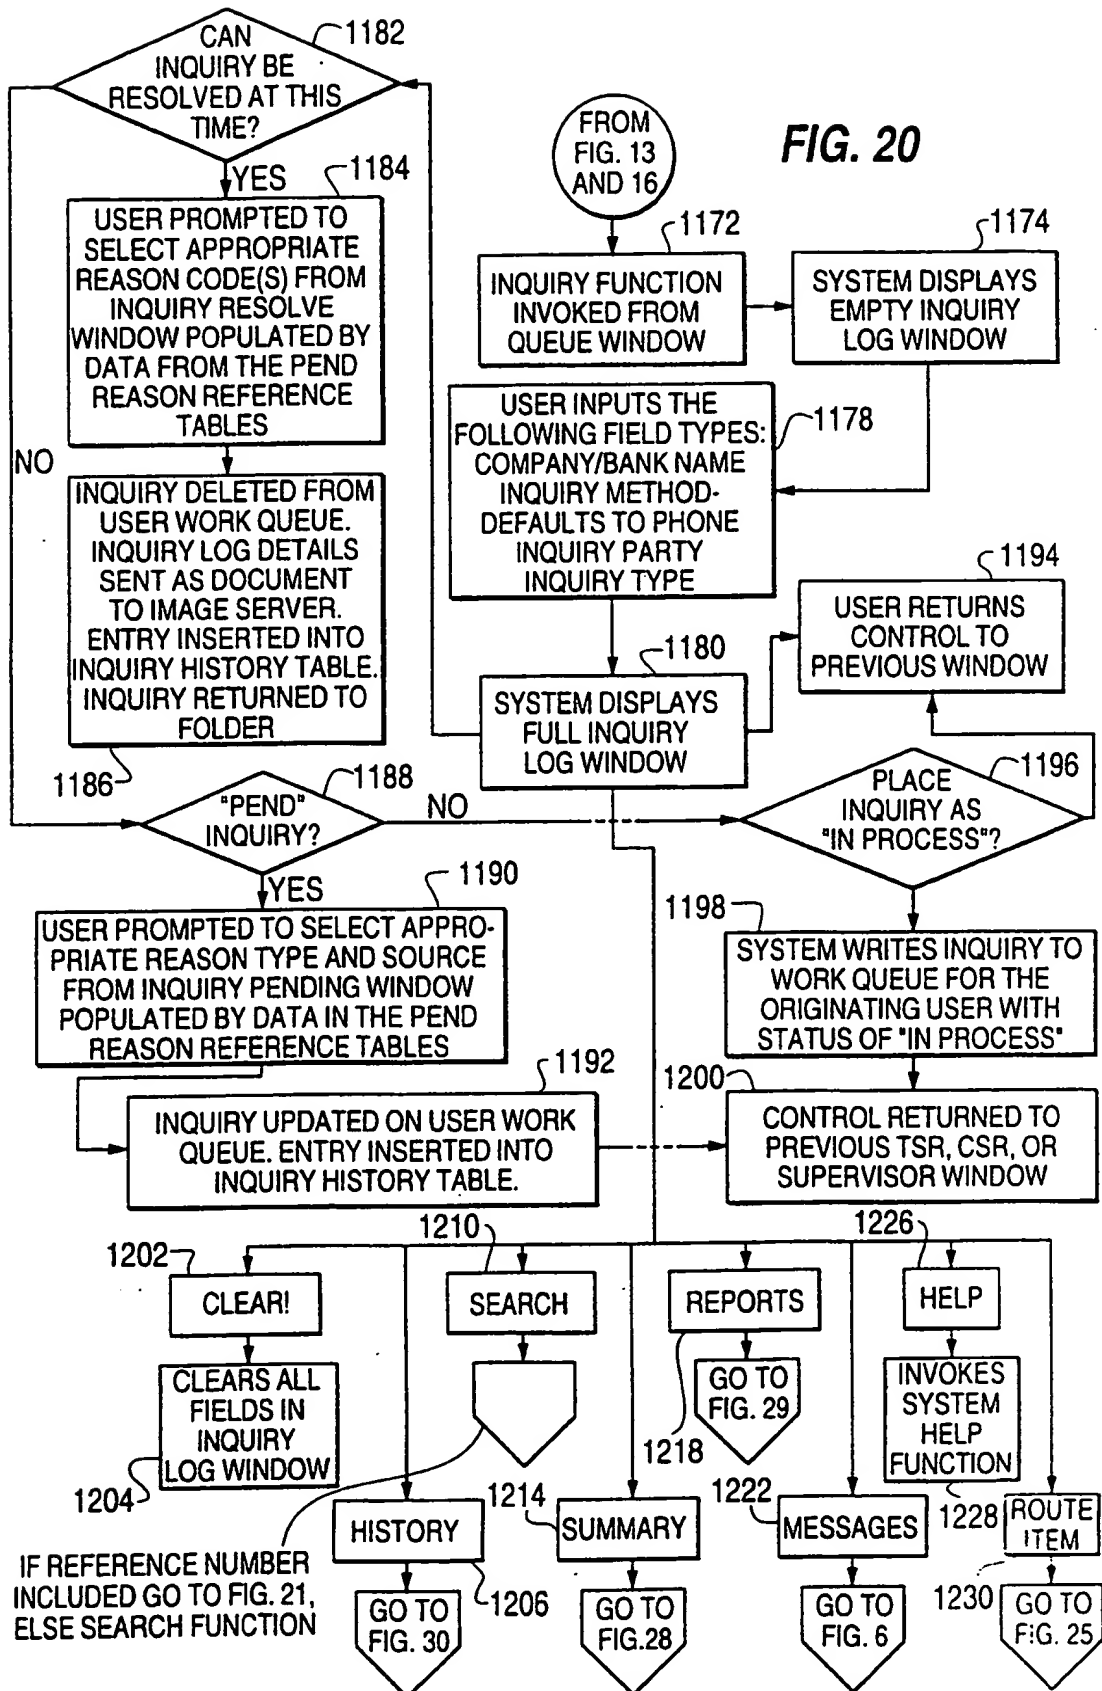 FIG. 20
1182
CAN
INQUIRY BE
RESOLVED AT THIS
TIME?
YES
NO
1184
USER PROMPTED TO
SELECT APPROPRIATE
REASON CODE(S) FROM
INQUIRY RESOLVE
WINDOW POPULATED BY
DATA FROM THE PEND
REASON REFERENCE
TABLES
INQUIRY DELETED FROM
USER WORK QUEUE.
INQUIRY LOG DETAILS
SENT AS DOCUMENT
TO IMAGE SERVER.
ENTRY INSERTED INTO
INQUIRY HISTORY TABLE.
INQUIRY RETURNED TO
FOLDER
1186
FROM
FIG. 13
AND 16
1172
INQUIRY FUNCTION
INVOKED FROM
QUEUE WINDOW
1174
SYSTEM DISPLAYS
EMPTY INQUIRY
LOG WINDOW
USER INPUTS THE
FOLLOWING FIELD TYPES:
COMPANY/BANK NAME
INQUIRY METHOD-
DEFAULTS TO PHONE
INQUIRY PARTY
INQUIRY TYPE
1178
1180
SYSTEM DISPLAYS
FULL INQUIRY
LOG WINDOW
1194
USER RETURNS
CONTROL TO
PREVIOUS WINDOW
1188
"PEND"
INQUIRY?
NO
YES
1196
PLACE
INQUIRY AS
"IN PROCESS"?
1190
USER PROMPTED TO SELECT APPRO-
PRIATE REASON TYPE AND SOURCE
FROM INQUIRY PENDING WINDOW
POPULATED BY DATA IN THE PEND
REASON REFERENCE TABLES
1198
SYSTEM WRITES INQUIRY TO
WORK QUEUE FOR THE
ORIGINATING USER WITH
STATUS OF "IN PROCESS"
1192
INQUIRY UPDATED ON USER WORK
QUEUE. ENTRY INSERTED INTO
INQUIRY HISTORY TABLE.
1200
CONTROL RETURNED TO
PREVIOUS TSR, CSR, OR
SUPERVISOR WINDOW
1202
CLEAR!
CLEARS ALL
FIELDS IN
INQUIRY
LOG WINDOW
1204
1210
SEARCH
IF REFERENCE NUMBER
INCLUDED GO TO FIG. 21,
ELSE SEARCH FUNCTION
REPORTS
GO TO
FIG. 29
1218
1226
HELP
INVOKES
SYSTEM
HELP
FUNCTION
1228
HISTORY
1206
GO TO
FIG. 30
1214
SUMMARY
GO TO
FIG.28
1222
MESSAGES
GO TO
FIG. 6
ROUTE
ITEM
1230
GO TO
FIG. 25